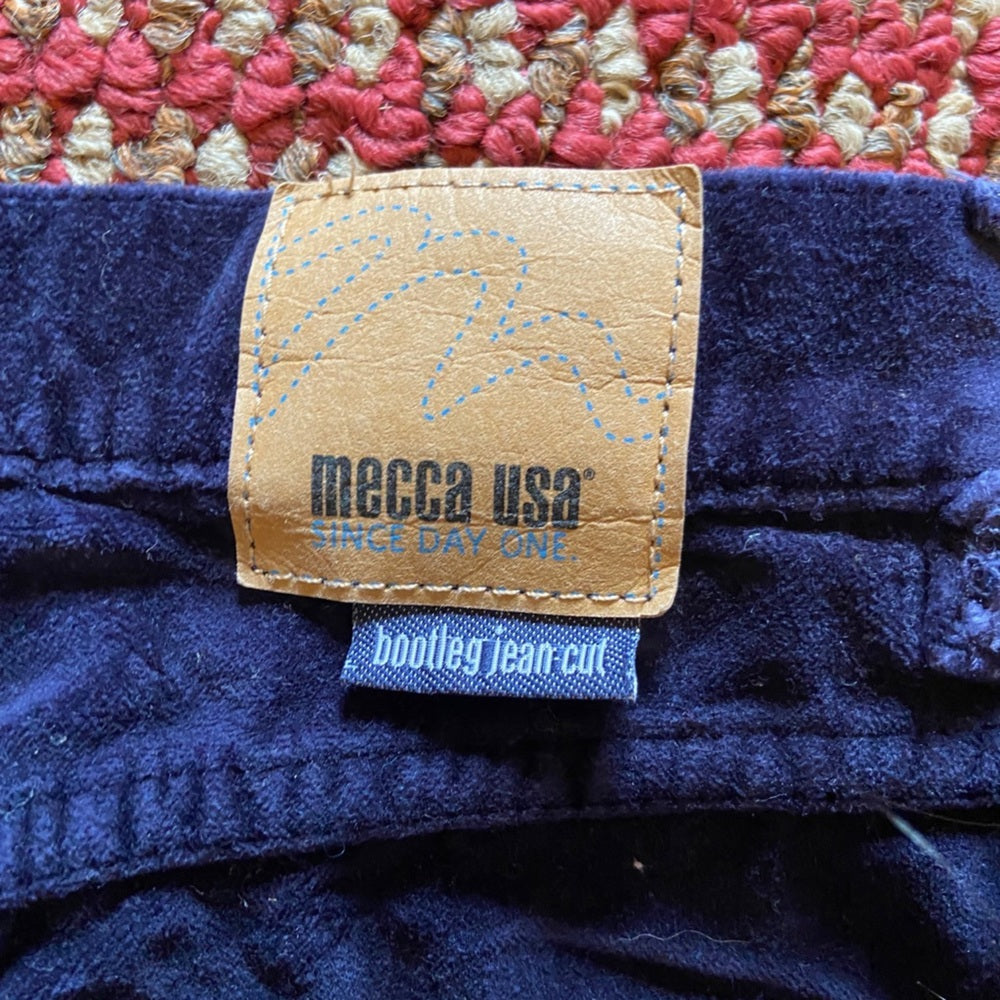 mecca usa®
SINCE DAY ONE.
bootleg jean cut